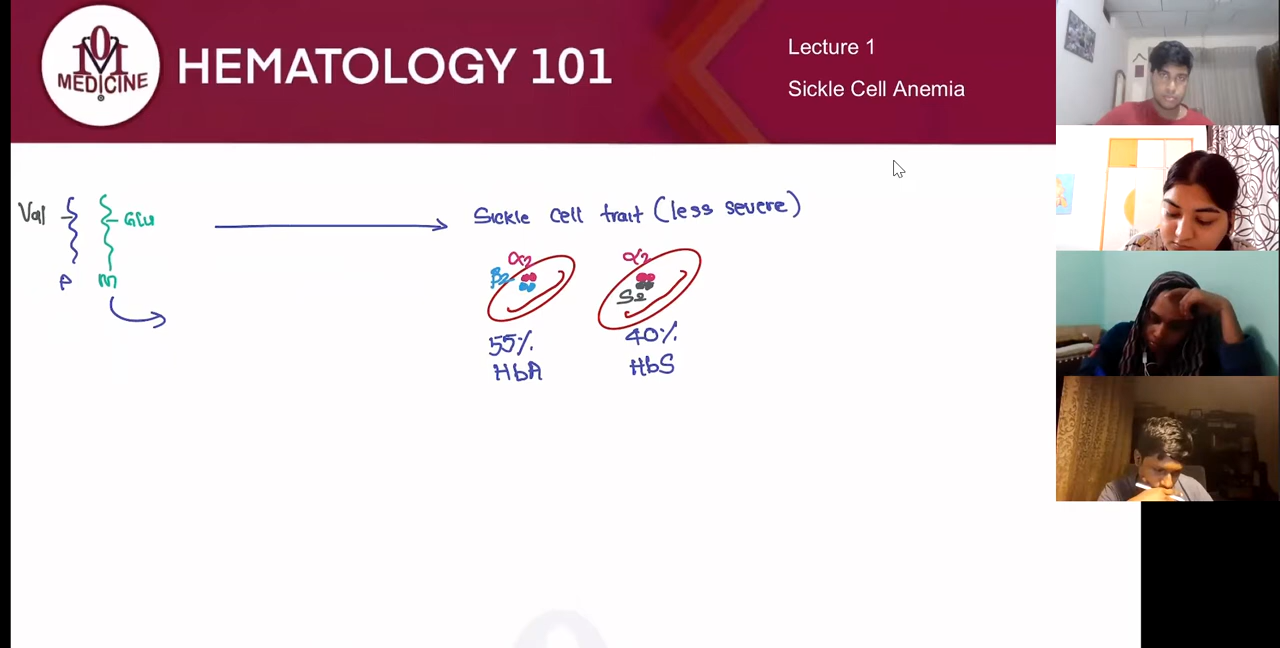 MEDICINE
HEMATOLOGY 101
Lecture 1
Sickle Cell Anemia
Val
Glu
P
M
Sickle cell trait (less severe)
α2
β2
α2
S2
55%
HbA
40%
HbS